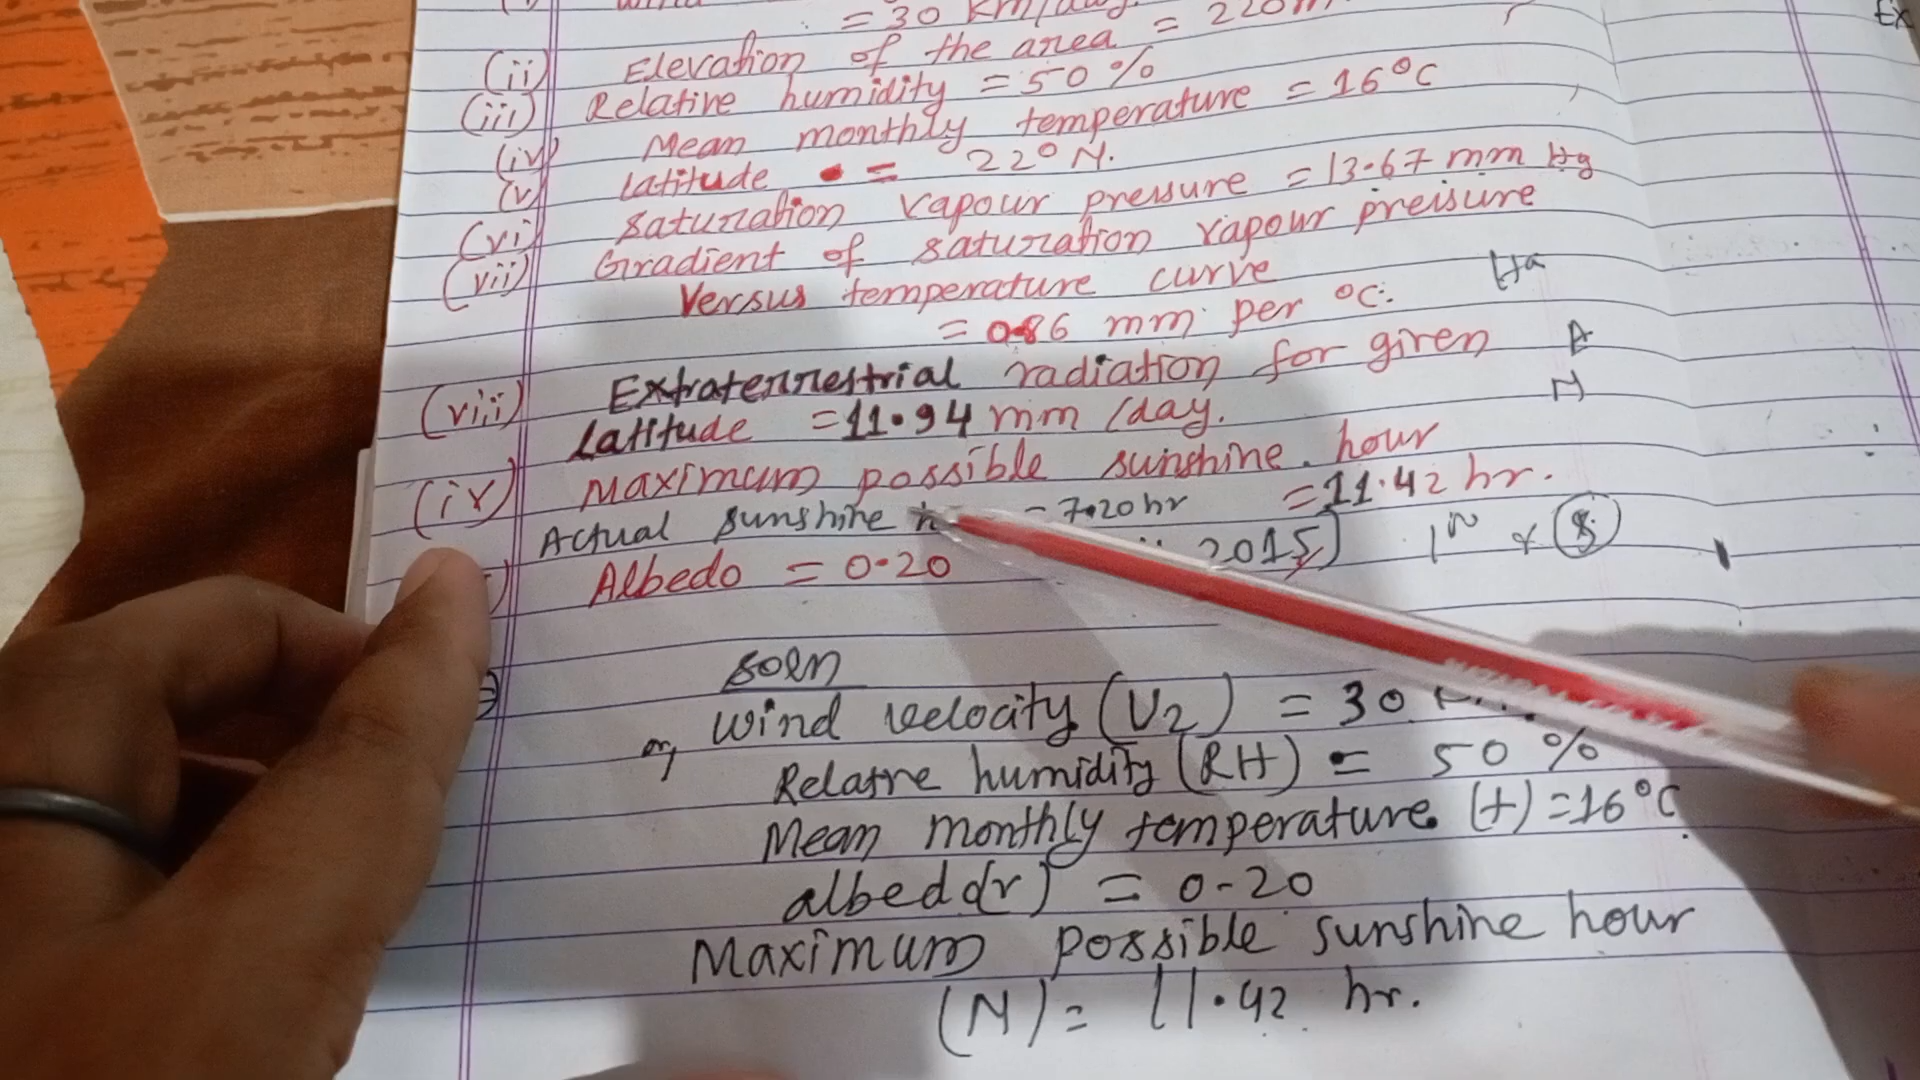 = 30 km/day.
(ii) Elevation of the area = 220
(iii) Relative humidity = 50 %
(iv) Mean monthly temperature = 16°C
(v) Latitude = 22° N.
(vi) Saturation vapour pressure = 13.67 mm Hg
(vii) Gradient of saturation vapour pressure
Versus temperature curve
= 0.86 mm per °C.
Ha
(viii) Extraterrestrial radiation for given
A
Latitude = 11.94 mm /day.
N
(ix) Maximum possible sunshine hour
= 11.42 hr.
Actual sunshine h = 7.20 hr
2015]
Albedo = 0.20
soln
Wind velocity (V2) = 30
Relative humidity (RH) = 50 %
Mean monthly temperature (t) = 16°C
albedo(r) = 0.20
Maximum possible sunshine hour
(N) = 11.42 hr.
Ex